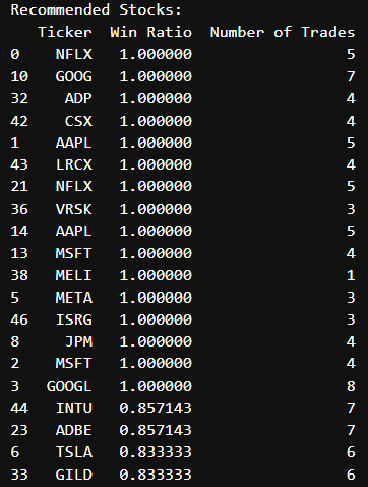 Recommended Stocks:
Ticker Win Ratio Number of Trades
0 NFLX 1.000000 5
10 GOOG 1.000000 7
32 ADP 1.000000 4
42 CSX 1.000000 4
1 AAPL 1.000000 5
43 LRCX 1.000000 4
21 NFLX 1.000000 5
36 VRSK 1.000000 3
14 AAPL 1.000000 5
13 MSFT 1.000000 4
38 MELI 1.000000 1
5 META 1.000000 3
46 ISRG 1.000000 3
8 JPM 1.000000 4
2 MSFT 1.000000 4
3 GOOGL 1.000000 8
44 INTU 0.857143 7
23 ADBE 0.857143 7
6 TSLA 0.833333 6
33 GILD 0.833333 6